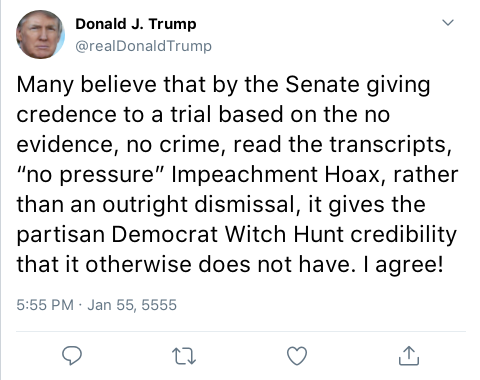 Donald J. Trump
@realDonaldTrump
Many believe that by the Senate giving
credence to a trial based on the no
evidence, no crime, read the transcripts,
“no pressure” Impeachment Hoax, rather
than an outright dismissal, it gives the
partisan Democrat Witch Hunt credibility
that it otherwise does not have. I agree!
5:55 PM · Jan 55, 5555